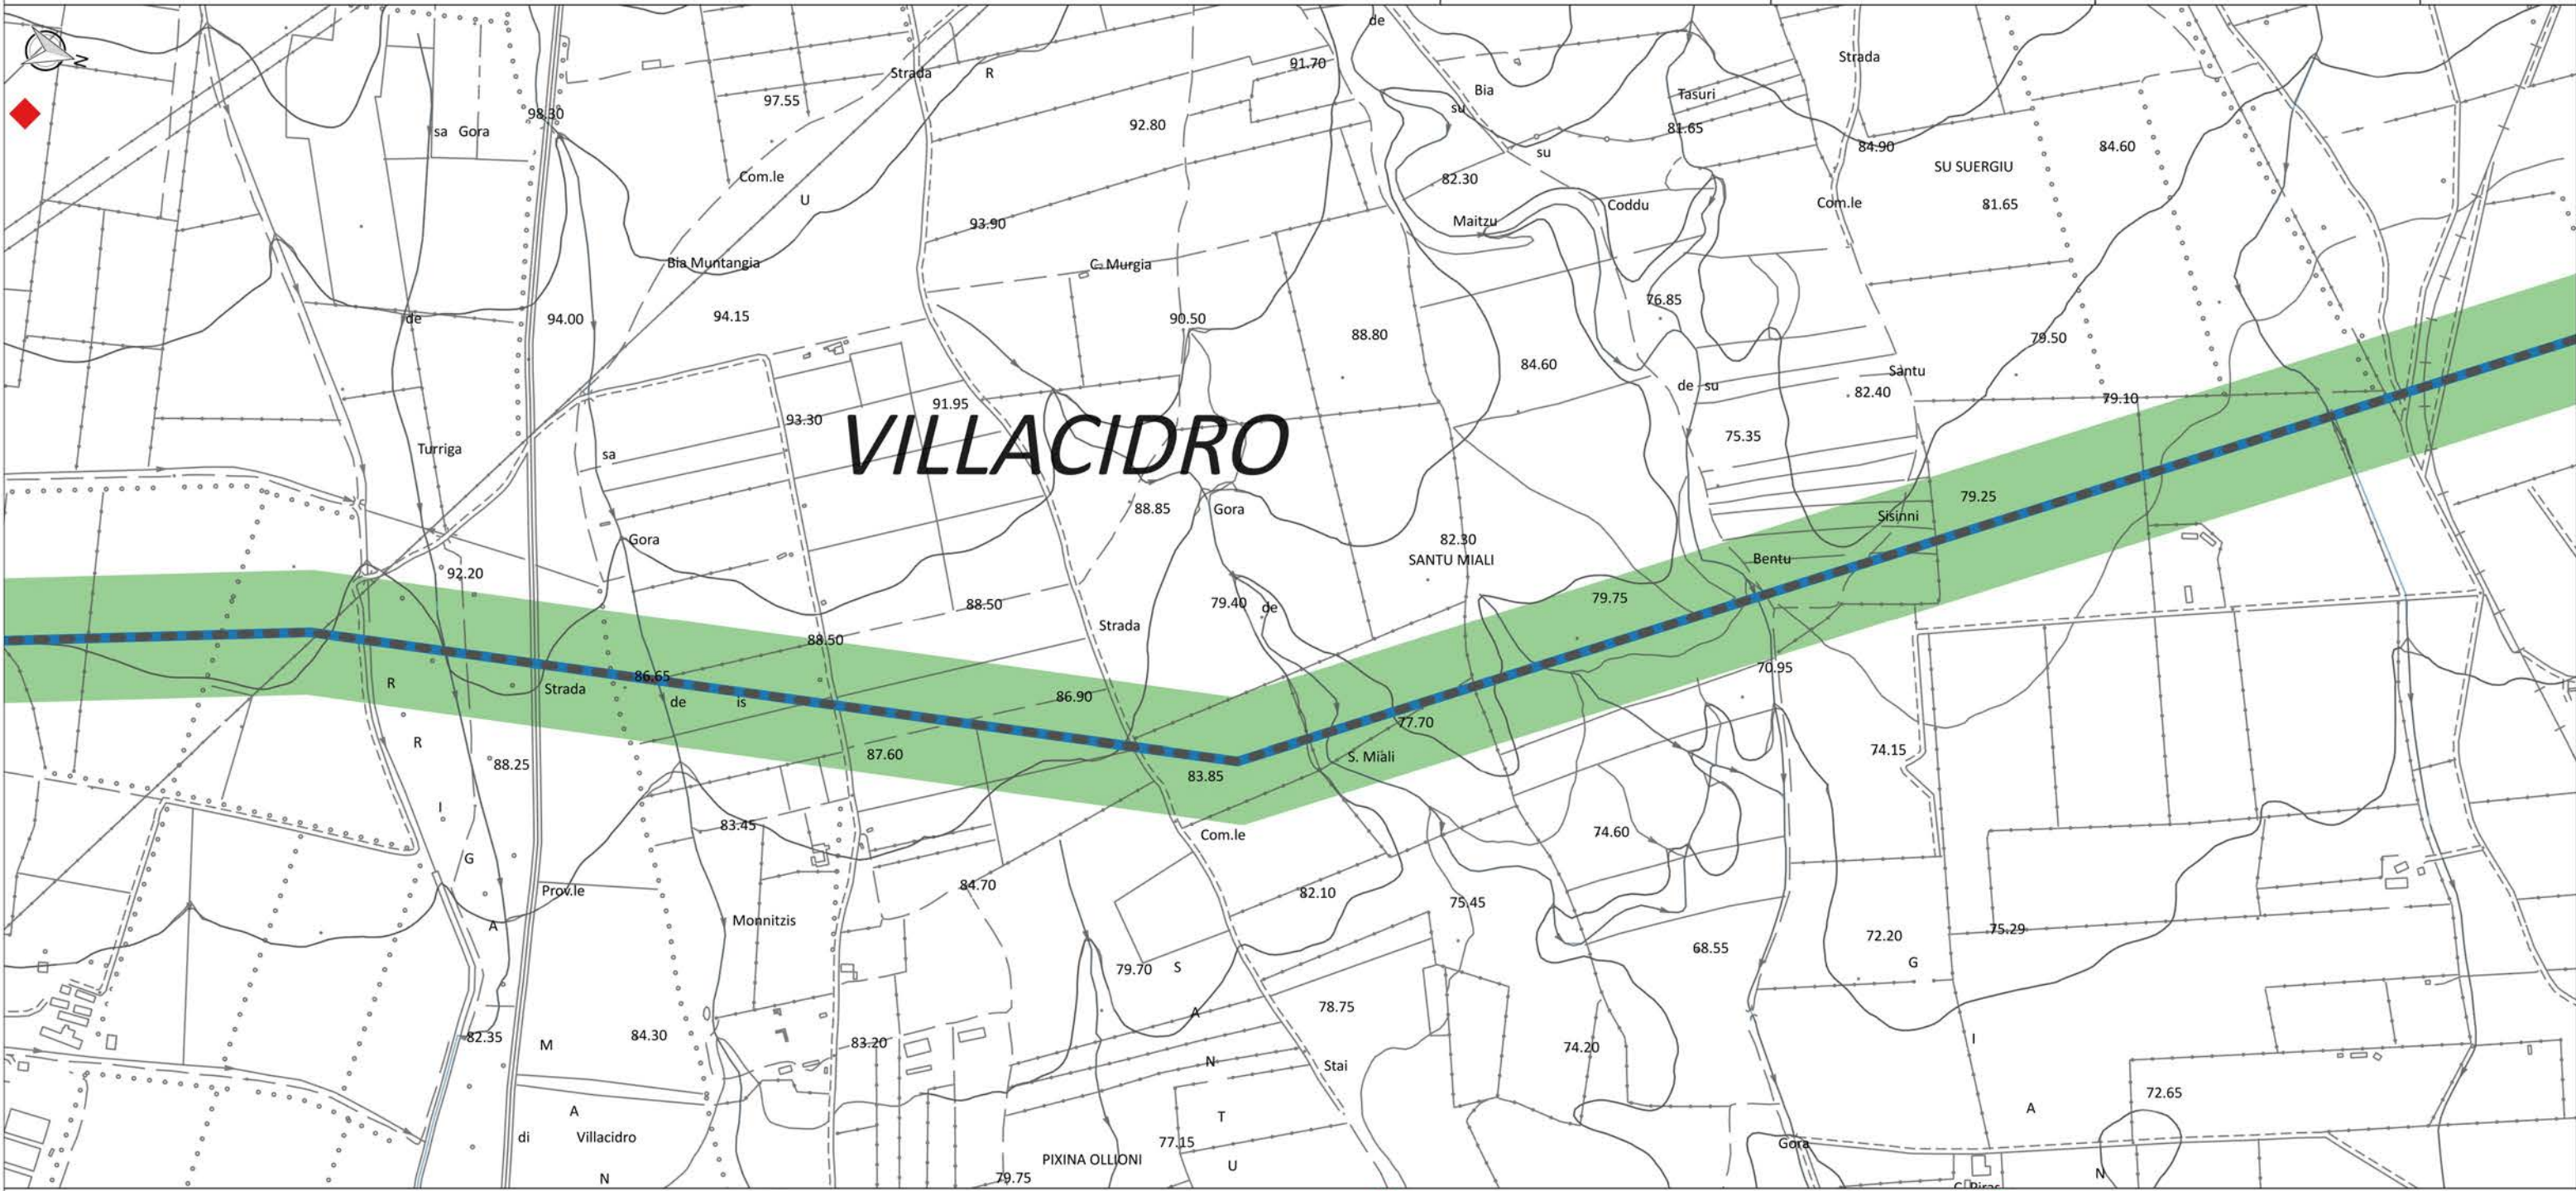 de
Strada
Strada
R
91.70
97.55
Bia
Tasuri
su
98.30
sa Gora
92.80
81.65
84.90
84.60
su
SU SUERGIU
Com.le
82.30
U
Coddu
Com.le
81.65
Maitzu
93.90
Bia Muntangia
C. Murgia
76.85
de
94.00
94.15
90.50
88.80
79.50
84.60
Santu
de su
82.40
79.10
91.95
93.30
VILLACIDRO
75.35
Turriga
sa
79.25
88.85
Gora
Sisinni
Gora
82.30
SANTU MIALI
Bentu
92.20
79.75
88.50
79.40
de
Strada
88.50
70.95
86.65
R
Strada
86.90
de is
77.70
R
74.15
87.60
S. Miali
88.25
83.85
I
83.45
Com.le
74.60
G
84.70
Prov.le
82.10
75.45
Monnitzis
A
75.29
72.20
68.55
G
79.70
S
78.75
A
82.35
84.30
I
M
83.20
74.20
N
Stai
72.65
A
A
T
di
Villacidro
77.15
Gora
PIXINA OLLIONI
U
N
79.75
N
C. Piras
N